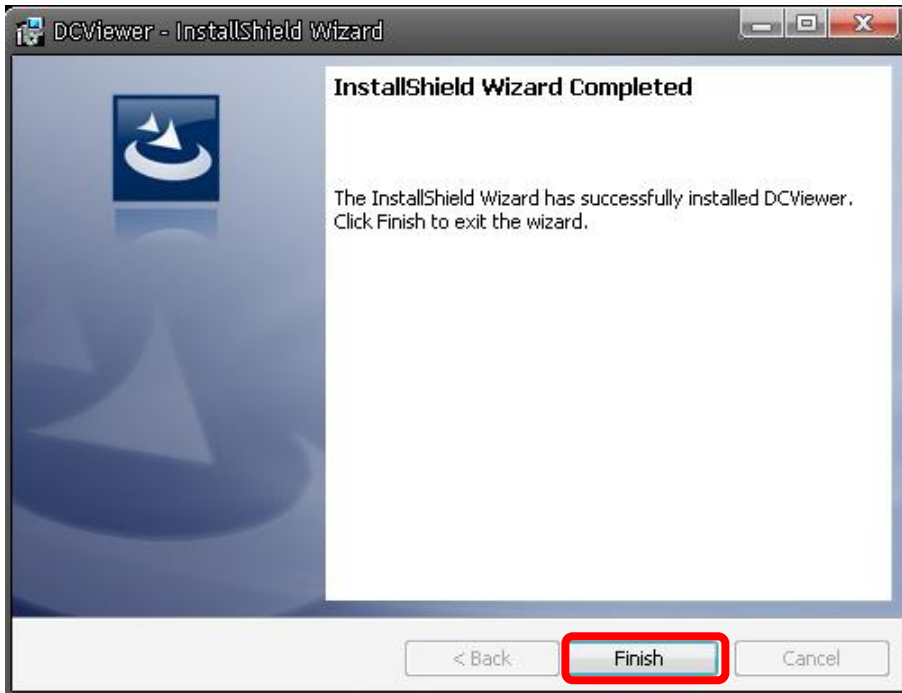 DCViewer - InstallShield Wizard
InstallShield Wizard Completed
The InstallShield Wizard has successfully installed DCViewer.
Click Finish to exit the wizard.
< Back
Finish
Cancel